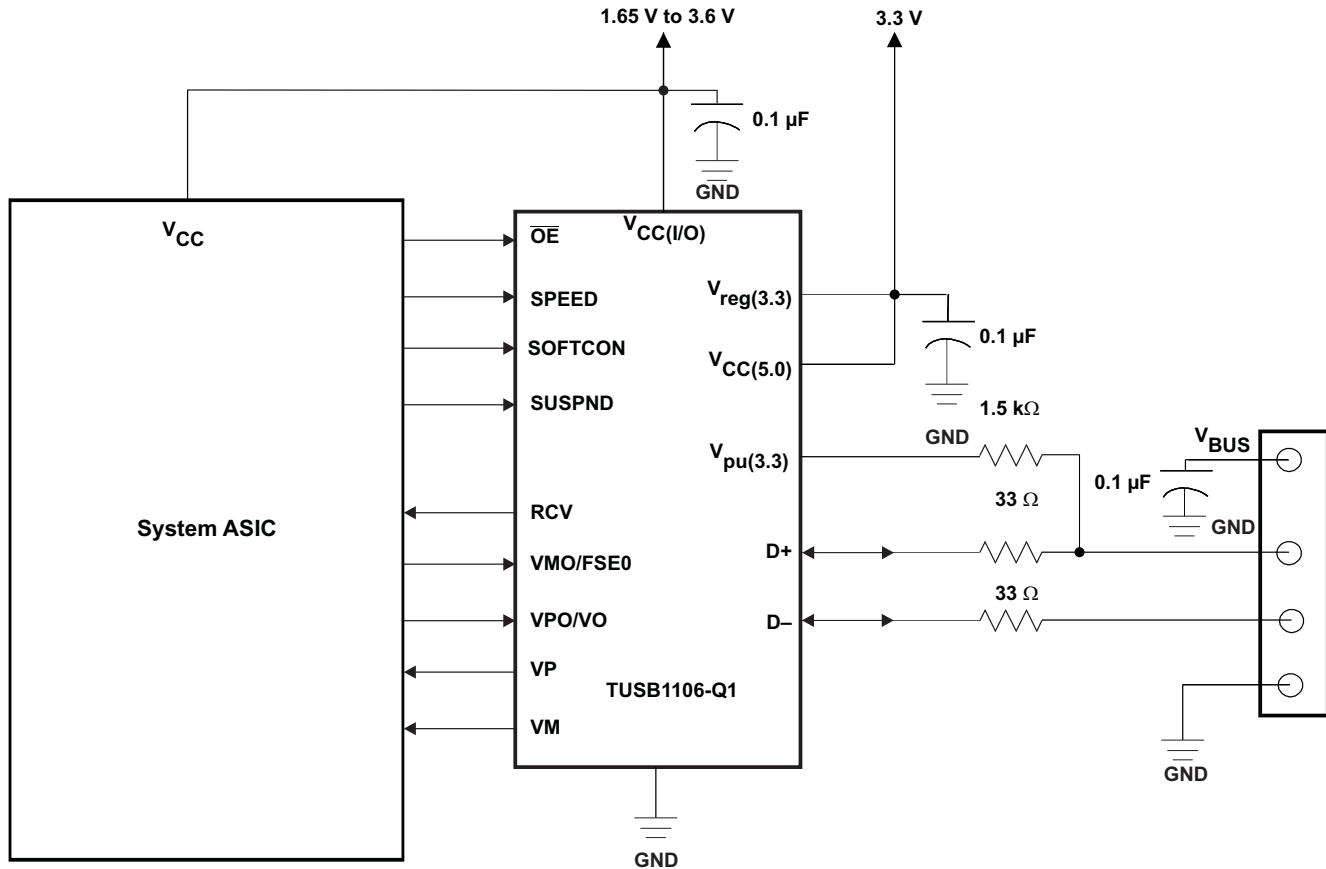 1.65 V to 3.6 V
3.3 V
0.1 µF
GND
VCC
VCC(I/O)
OE
SPEED
SOFTCON
SUSPND
RCV
VMO/FSE0
VPO/VO
VP
VM
System ASIC
TUSB1106-Q1
Vreg(3.3)
VCC(5.0)
Vpu(3.3)
D+
D–
0.1 µF
GND
1.5 kΩ
33 Ω
33 Ω
VBUS
0.1 µF
GND
GND
GND